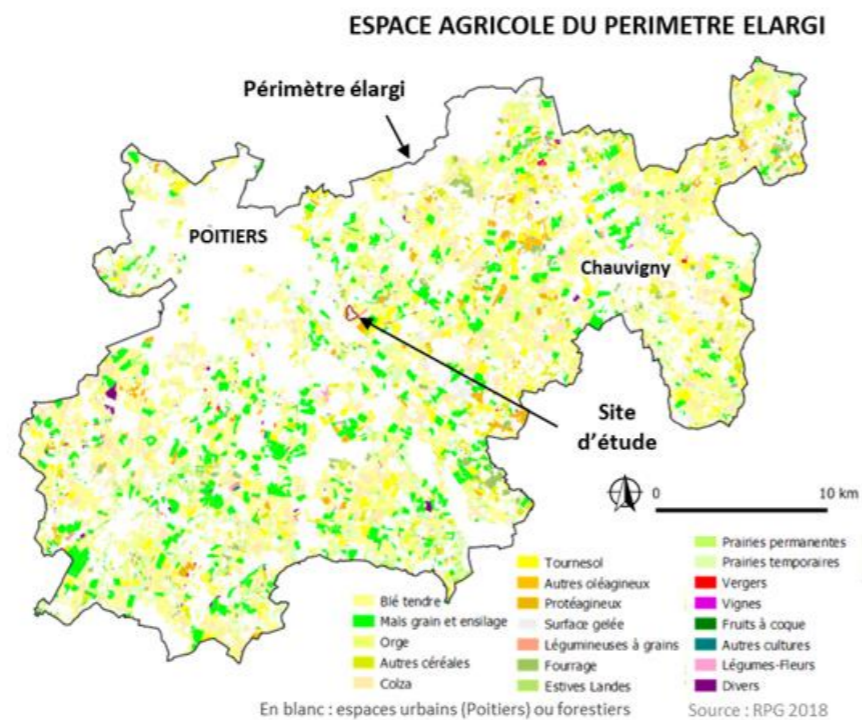 ESPACE AGRICOLE DU PERIMETRE ELARGI
Périmètre élargi
POITIERS
Chauvigny
Site
d'étude
0 10 km
Blé tendre
Maïs grain et ensilage
Orge
Autres céréales
Colza
Tournesol
Autres oléagineux
Protéagineux
Surface gelée
Légumineuses à grains
Fourrage
Estives Landes
Prairies permanentes
Prairies temporaires
Vergers
Vignes
Fruits à coque
Autres cultures
Légumes-Fleurs
Divers
En blanc : espaces urbains (Poitiers) ou forestiers
Source : RPG 2018